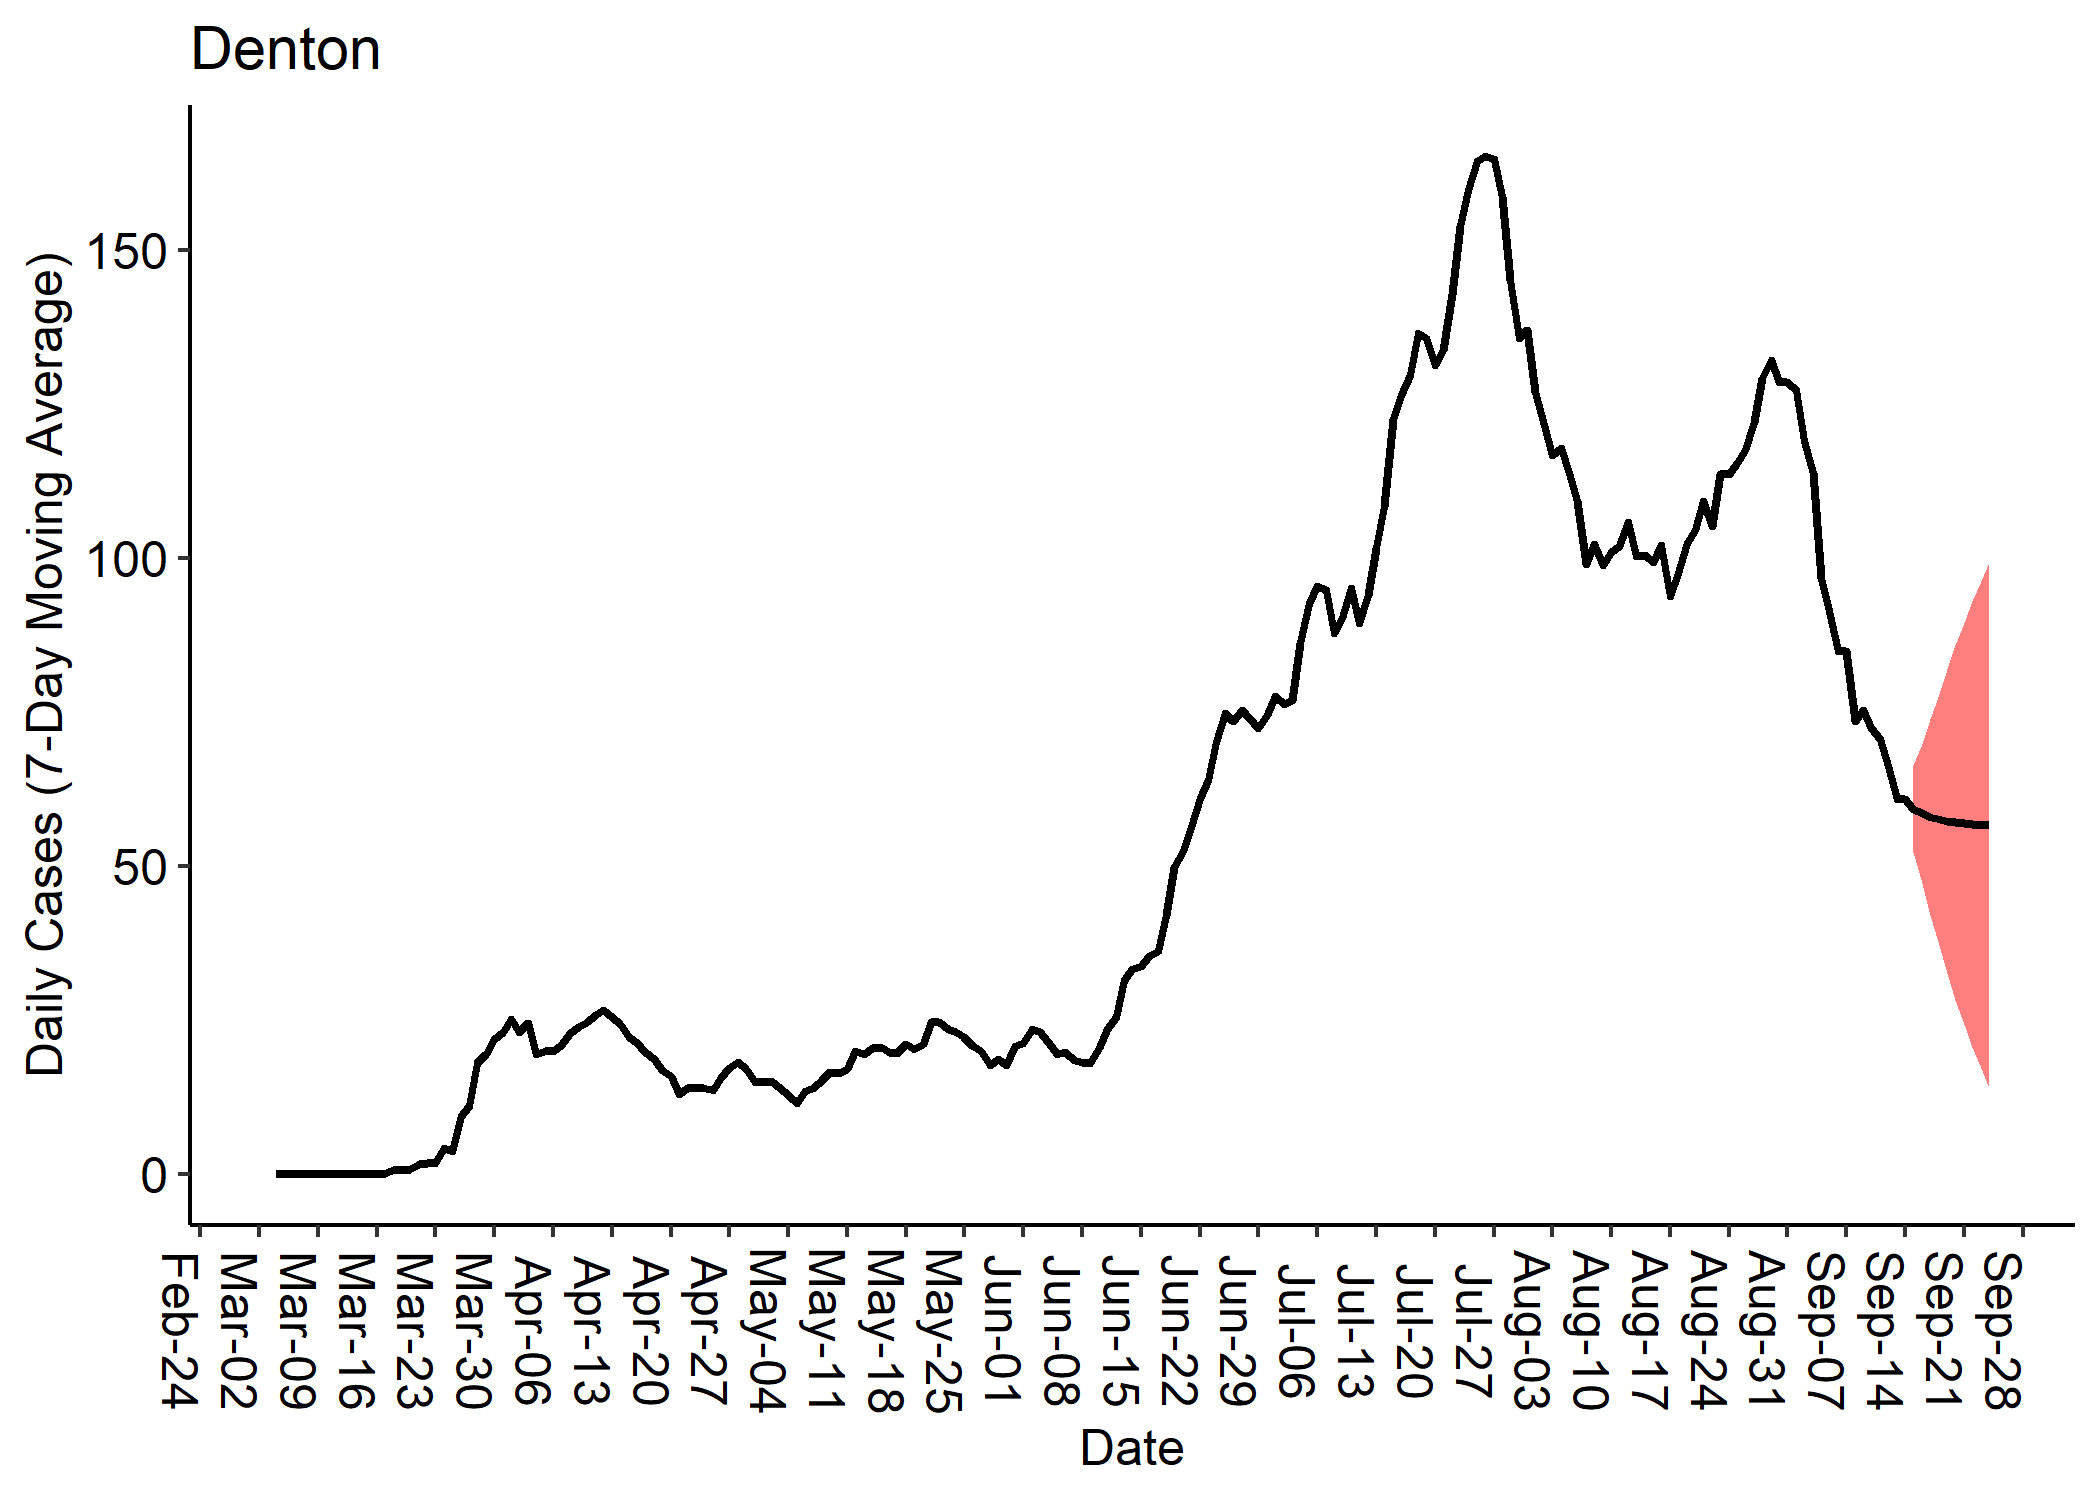 Denton
Daily Cases (7-Day Moving Average)
150
100
50
0
Feb-24
Mar-02
Mar-09
Mar-16
Mar-23
Mar-30
Apr-06
Apr-13
Apr-20
Apr-27
May-04
May-11
May-18
May-25
Jun-01
Jun-08
Jun-15
Jun-22
Jun-29
Jul-06
Jul-13
Jul-20
Jul-27
Aug-03
Aug-10
Aug-17
Aug-24
Aug-31
Sep-07
Sep-14
Sep-21
Sep-28
Date